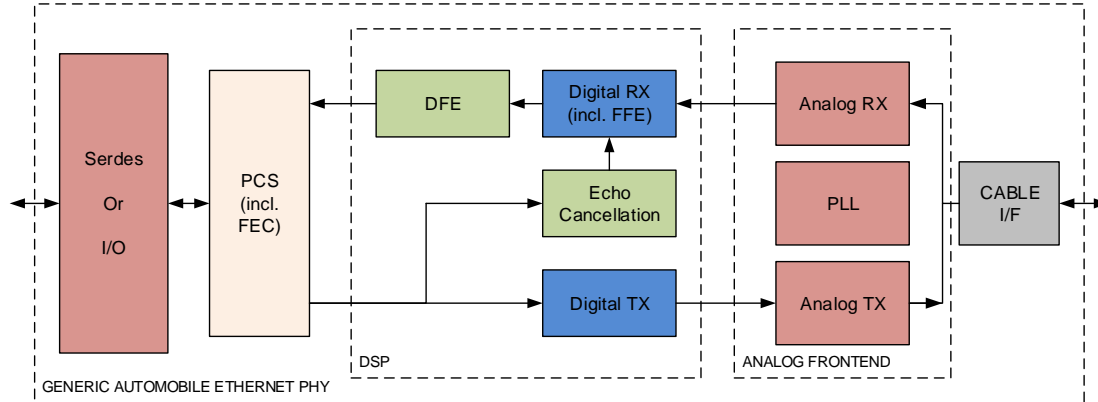 Serdes
Or
I/O
PCS
(incl.
FEC)
DFE
Digital RX
(incl. FFE)
Echo
Cancellation
Digital TX
DSP
Analog RX
PLL
Analog TX
ANALOG FRONTEND
CABLE
I/F
GENERIC AUTOMOBILE ETHERNET PHY